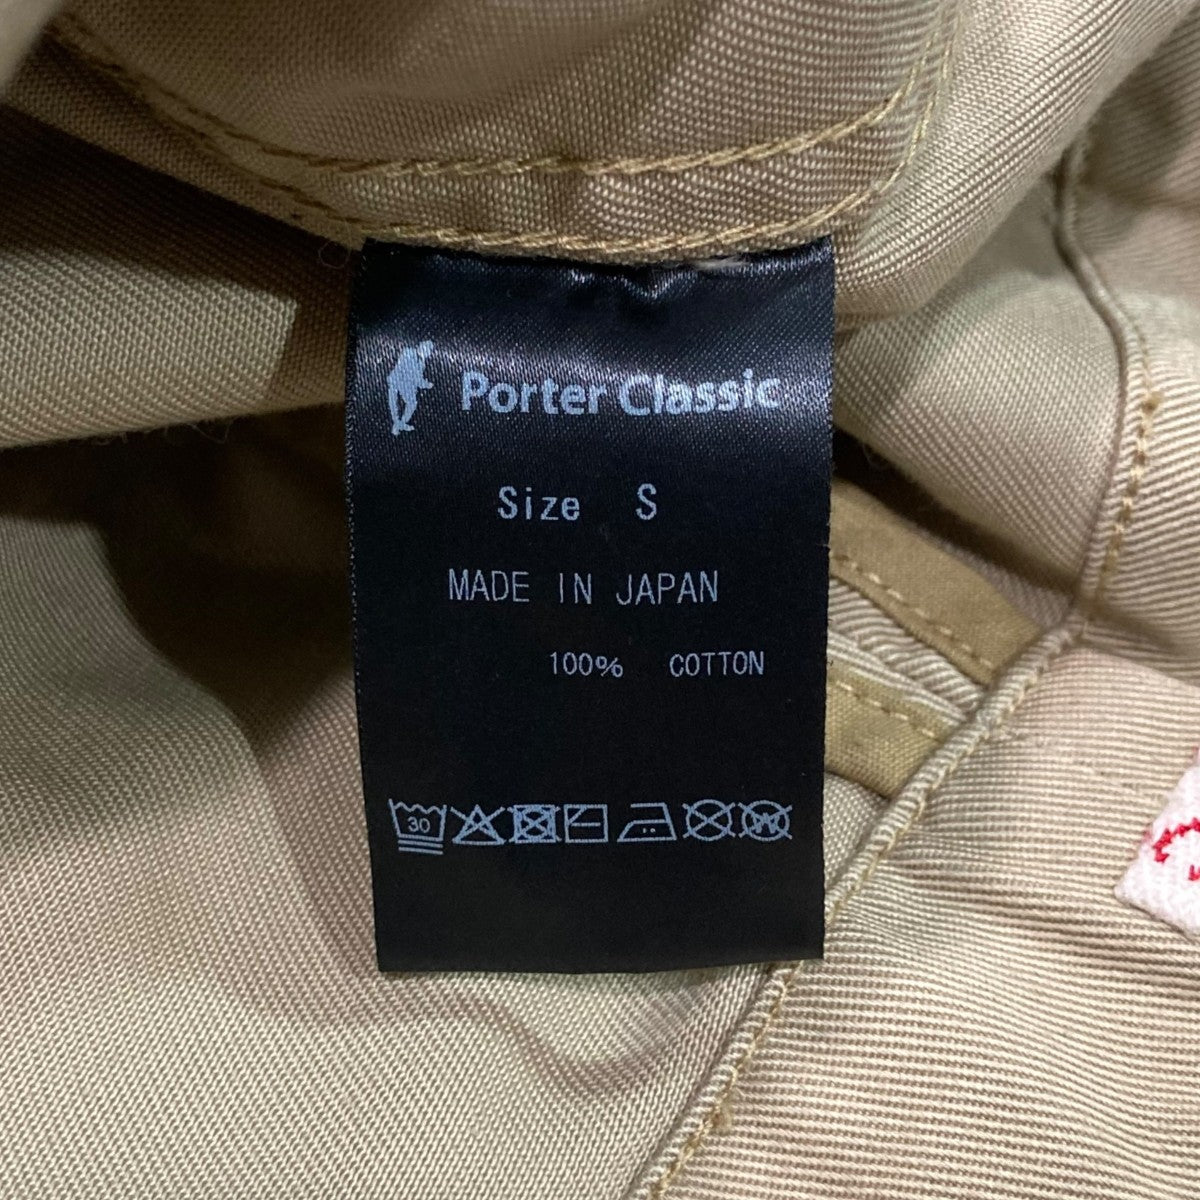 Porter Classic
Size S
MADE IN JAPAN
100% COTTON
30
W